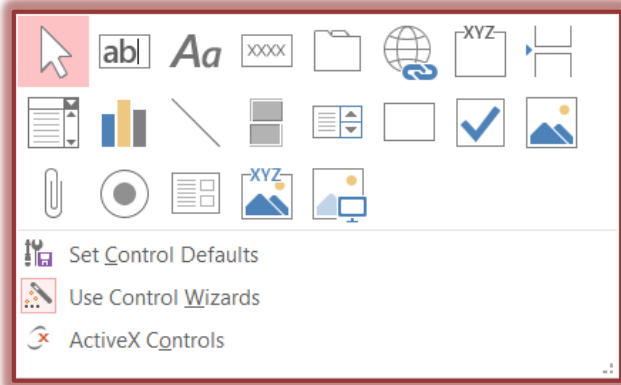 ab Aa XXXX XYZ
XYZ
Set Control Defaults
Use Control Wizards
ActiveX Controls